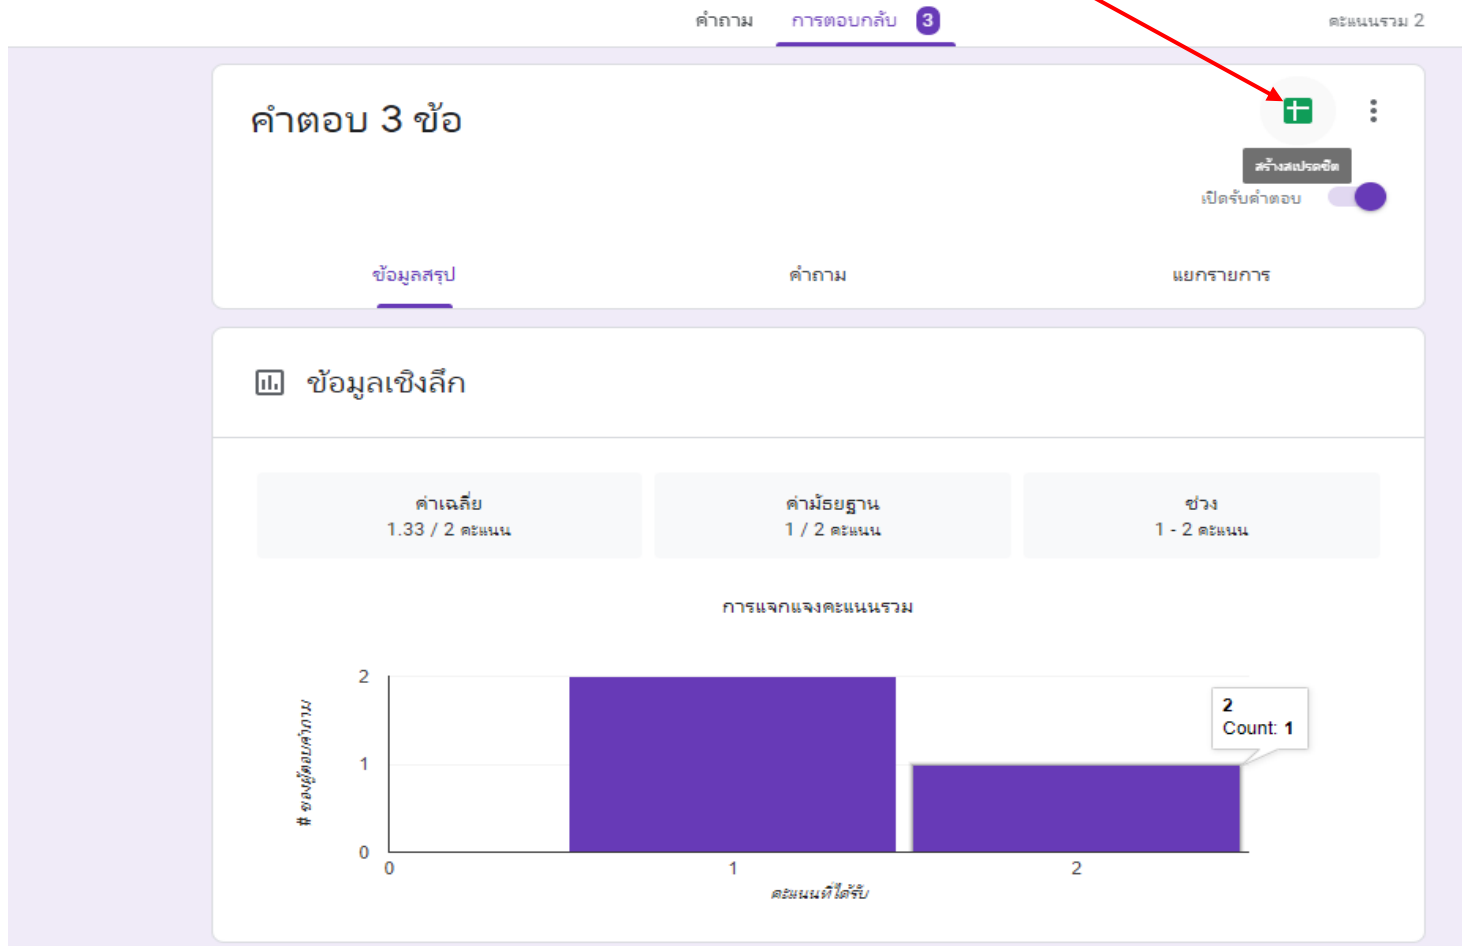 คำถาม การตอบกลับ 3 คะแนนรวม 2
คำตอบ 3 ข้อ
สร้างสเปรดชีต
เปิดรับคำตอบ
ข้อมูลสรุป คำถาม แยกรายการ
ข้อมูลเชิงลึก
ค่าเฉลี่ย ค่ามัธยฐาน ช่วง
1.33 / 2 คะแนน 1 / 2 คะแนน 1 - 2 คะแนน
การแจกแจงคะแนนรวม
# ของผู้ตอบคำถาม
2
1
0
2
Count: 1
0 1 2
คะแนนที่ได้รับ